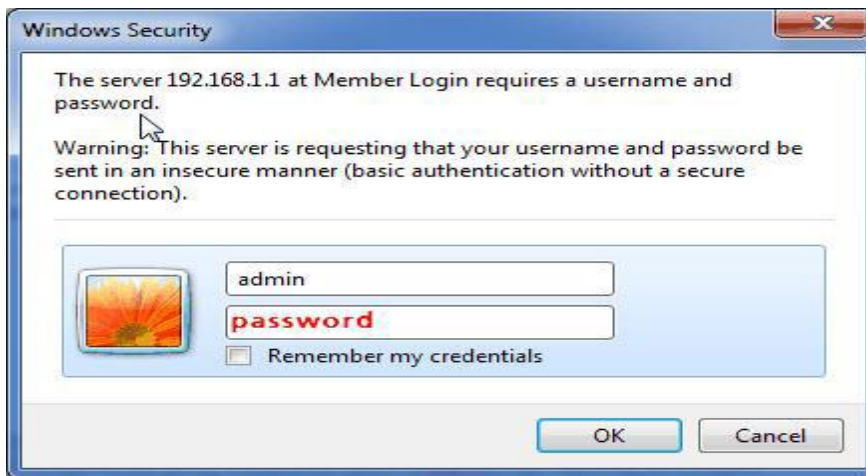 Windows Security
The server 192.168.1.1 at Member Login requires a username and
password.
Warning: This server is requesting that your username and password be
sent in an insecure manner (basic authentication without a secure
connection).
admin
password
Remember my credentials
OK
Cancel